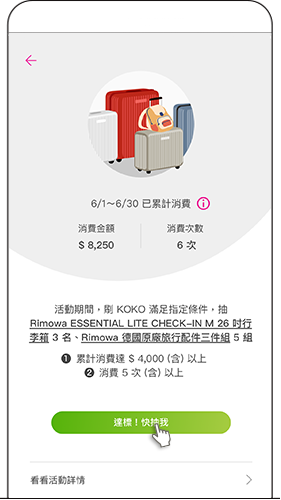 6/1～6/30 已累計消費
消費金額 消費次數
$ 8,250 6 次
活動期間，刷 KOKO 滿足指定條件，抽
Rimowa ESSENTIAL LITE CHECK-IN M 26 吋行
李箱 3 名、Rimowa 德國原廠旅行配件三件組 5 組
❶ 累計消費達 $ 4,000 (含) 以上
❷ 消費 5 次 (含) 以上
達標！快抽我
看看活動詳情